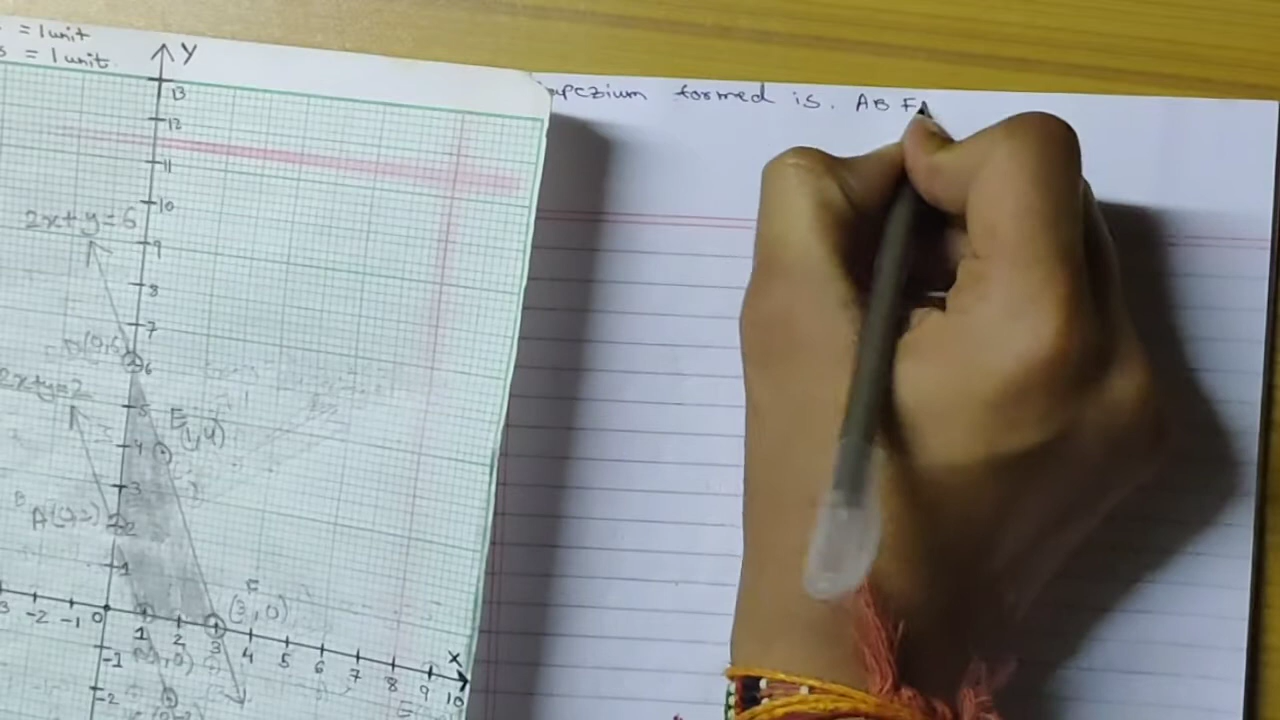 = 1 unit
s = 1 unit.
Y
13
12
11
10
2x+y=6
9
8
7
6
2x+y=2
5
E
(1,4)
4
3
B
A(0,2)
2
1
F
(3,0)
-3 -2 -1 0 1 2 3 4 5 6 7 8 9 10
X
-1
-2
apezium formed is. AB F